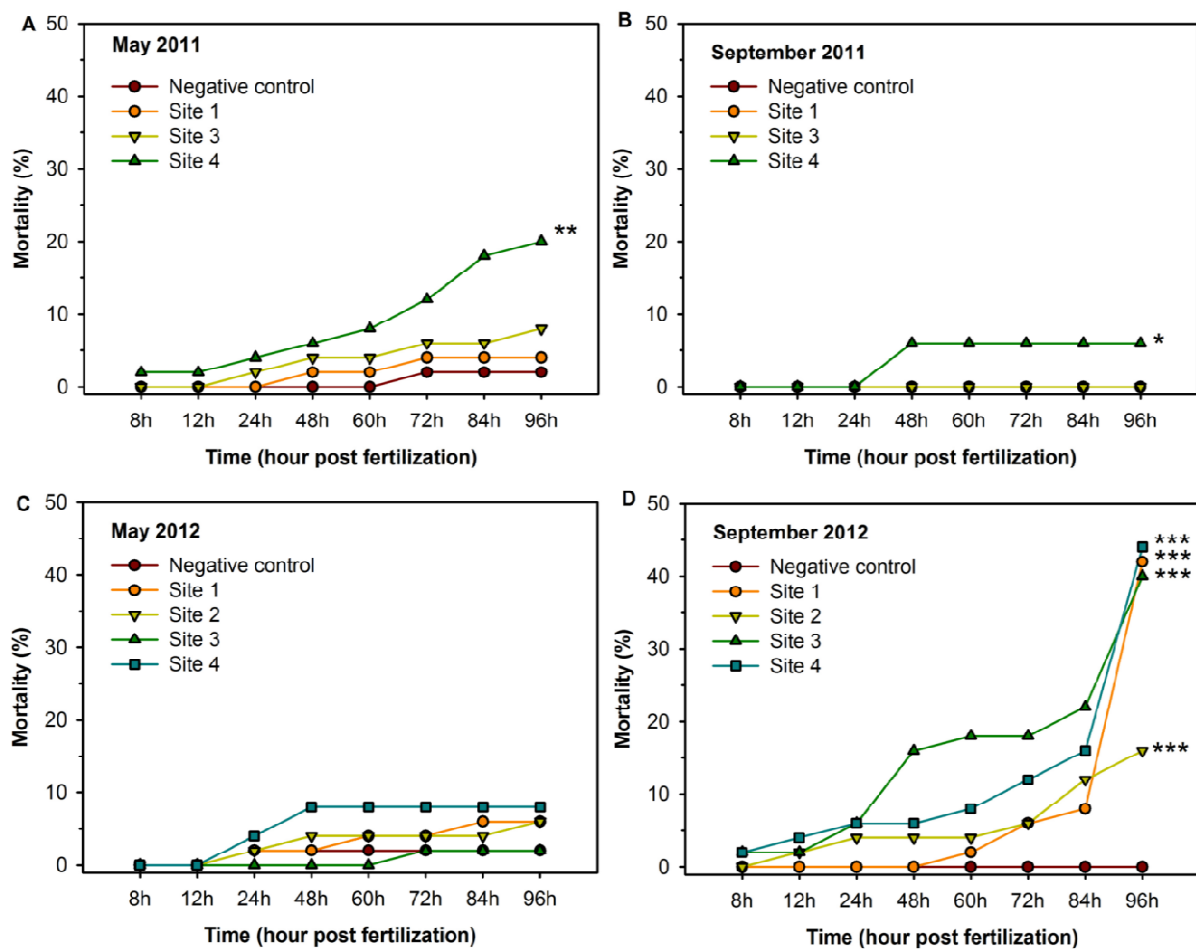 A
May 2011
Negative control
Site 1
Site 3
Site 4
Mortality (%)
50
40
30
20
10
0
**
8h 12h 24h 48h 60h 72h 84h 96h
Time (hour post fertilization)
B
September 2011
Negative control
Site 1
Site 3
Site 4
Mortality (%)
50
40
30
20
10
0
*
8h 12h 24h 48h 60h 72h 84h 96h
Time (hour post fertilization)
C
May 2012
Negative control
Site 1
Site 2
Site 3
Site 4
Mortality (%)
50
40
30
20
10
0
8h 12h 24h 48h 60h 72h 84h 96h
Time (hour post fertilization)
D
September 2012
Negative control
Site 1
Site 2
Site 3
Site 4
Mortality (%)
50
40
30
20
10
0
***
***
***
***
8h 12h 24h 48h 60h 72h 84h 96h
Time (hour post fertilization)